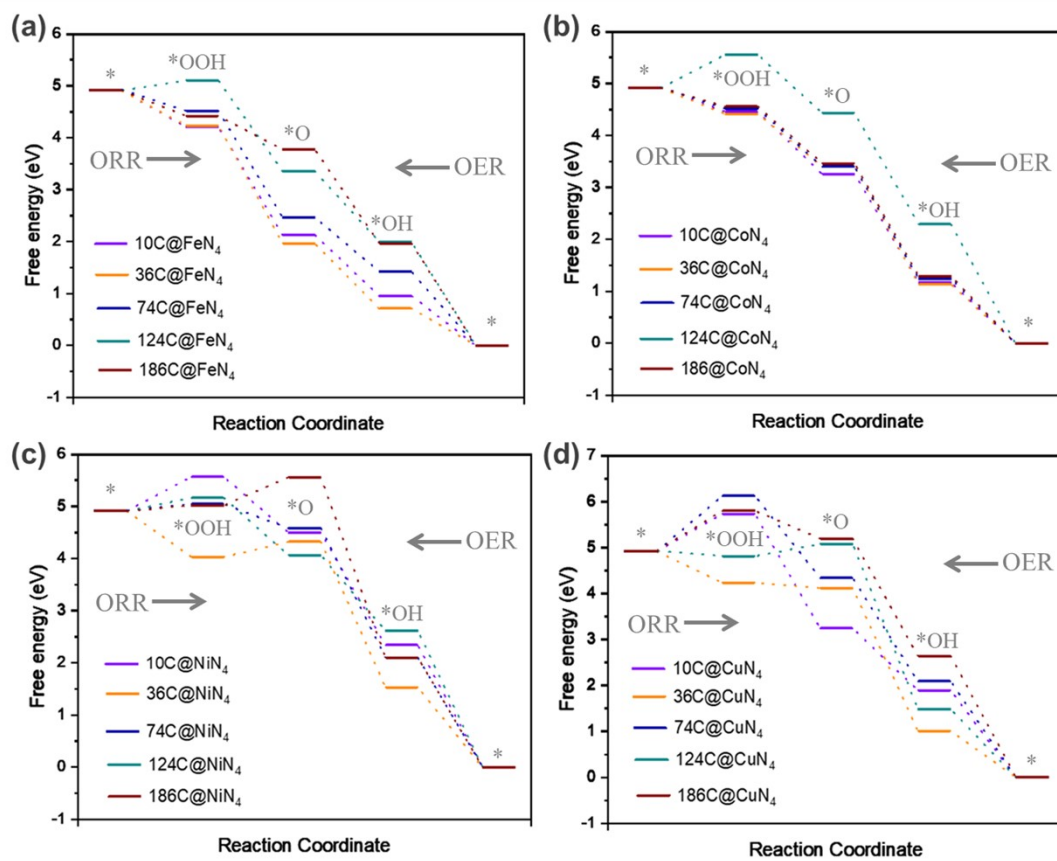 (a)
6
5
4
3
2
1
0
-1
Free energy (eV)
*
*OOH
*O
*OH
*
ORR
OER
10C@FeN₄
36C@FeN₄
74C@FeN₄
124C@FeN₄
186C@FeN₄
Reaction Coordinate
(b)
6
5
4
3
2
1
0
-1
Free energy (eV)
*
*OOH
*O
*OH
*
ORR
OER
10C@CoN₄
36C@CoN₄
74C@CoN₄
124C@CoN₄
186@CoN₄
Reaction Coordinate
(c)
6
5
4
3
2
1
0
-1
Free energy (eV)
*
*OOH
*O
*OH
*
ORR
OER
10C@NiN₄
36C@NiN₄
74C@NiN₄
124C@NiN₄
186C@NiN₄
Reaction Coordinate
(d)
7
6
5
4
3
2
1
0
-1
Free energy (eV)
*
*OOH
*O
*OH
*
ORR
OER
10C@CuN₄
36C@CuN₄
74C@CuN₄
124C@CuN₄
186C@CuN₄
Reaction Coordinate